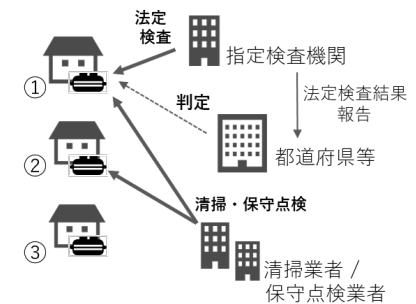 法定
検査
指定検査機関
①
法定検査結果
報告
判定
都道府県等
②
清掃・保守点検
③
清掃業者 /
保守点検業者